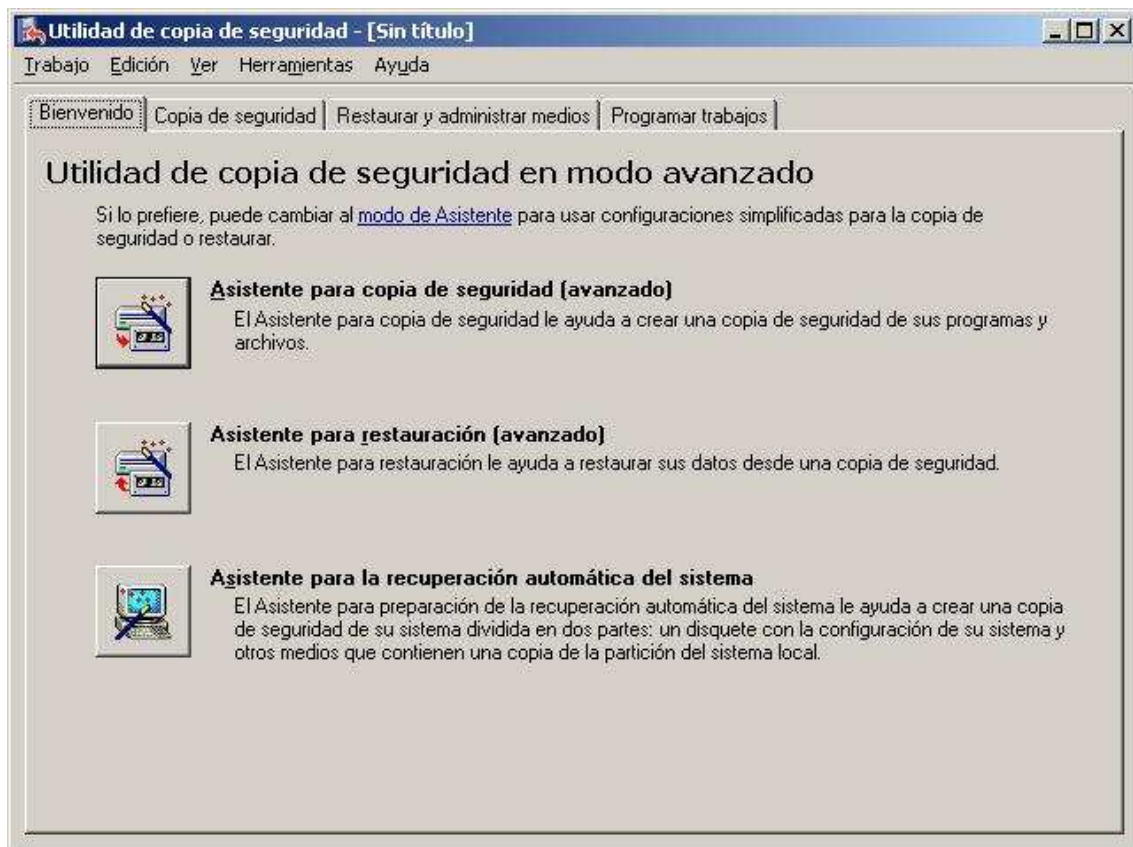 Utilidad de copia de seguridad - [Sin título]
Trabajo Edición Ver Herramientas Ayuda
Bienvenido Copia de seguridad Restaurar y administrar medios Programar trabajos
Utilidad de copia de seguridad en modo avanzado
Si lo prefiere, puede cambiar al modo de Asistente para usar configuraciones simplificadas para la copia de
seguridad o restaurar.
Asistente para copia de seguridad (avanzado)
El Asistente para copia de seguridad le ayuda a crear una copia de seguridad de sus programas y
archivos.
Asistente para restauración (avanzado)
El Asistente para restauración le ayuda a restaurar sus datos desde una copia de seguridad.
Asistente para la recuperación automática del sistema
El Asistente para preparación de la recuperación automática del sistema le ayuda a crear una copia
de seguridad de su sistema dividida en dos partes: un disquete con la configuración de su sistema y
otros medios que contienen una copia de la partición del sistema local.